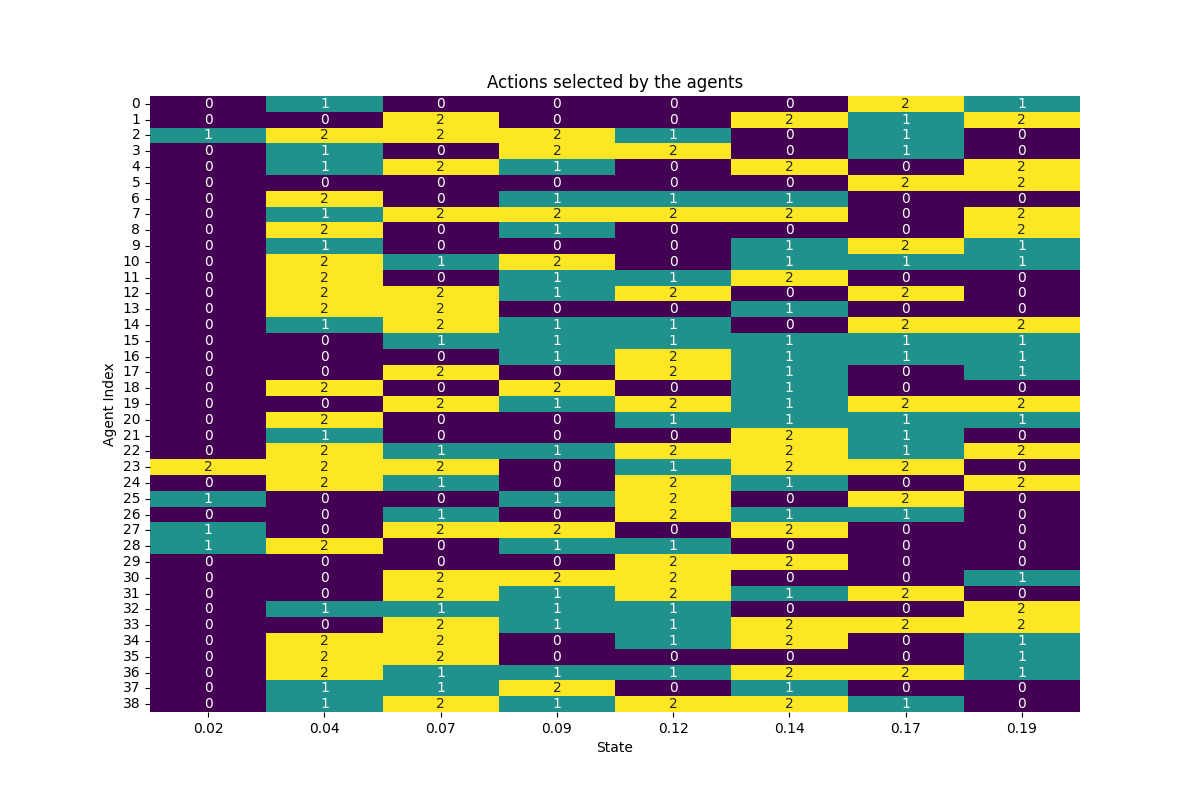 Actions selected by the agents
0 0 1 0 0 0 0 2 1
1 0 0 2 0 0 2 1 2
2 1 2 2 2 1 0 1 0
3 0 1 0 2 2 0 1 0
4 0 1 2 1 0 2 0 2
5 0 0 0 0 0 0 2 2
6 0 2 0 1 1 1 0 0
7 0 1 2 2 2 2 0 2
8 0 2 0 1 0 0 0 2
9 0 1 0 0 0 1 2 1
10 0 2 1 2 0 1 1 1
11 0 2 0 1 1 2 0 0
12 0 2 2 1 2 0 2 0
13 0 2 2 0 0 1 0 0
14 0 1 2 1 1 0 2 2
15 0 0 1 1 1 1 1 1
16 0 0 0 1 2 1 1 1
17 0 0 2 0 2 1 0 1
18 0 2 0 2 0 1 0 0
19 0 0 2 1 2 1 2 2
20 0 2 0 0 1 1 1 1
21 0 1 0 0 0 2 1 0
22 0 2 1 1 2 2 1 2
23 2 2 2 0 1 2 2 0
24 0 2 1 0 2 1 0 2
25 1 0 0 1 2 0 2 0
26 0 0 1 0 2 1 1 0
27 1 0 2 2 0 2 0 0
28 1 2 0 1 1 0 0 0
29 0 0 0 0 2 2 0 0
30 0 0 2 2 2 0 0 1
31 0 0 2 1 2 1 2 0
32 0 1 1 1 1 0 0 2
33 0 0 2 1 1 2 2 2
34 0 2 2 0 1 2 0 1
35 0 2 2 0 0 0 0 1
36 0 2 1 1 1 2 2 1
37 0 1 1 2 0 1 0 0
38 0 1 2 1 2 2 1 0
0.02 0.04 0.07 0.09 0.12 0.14 0.17 0.19
State
Agent Index